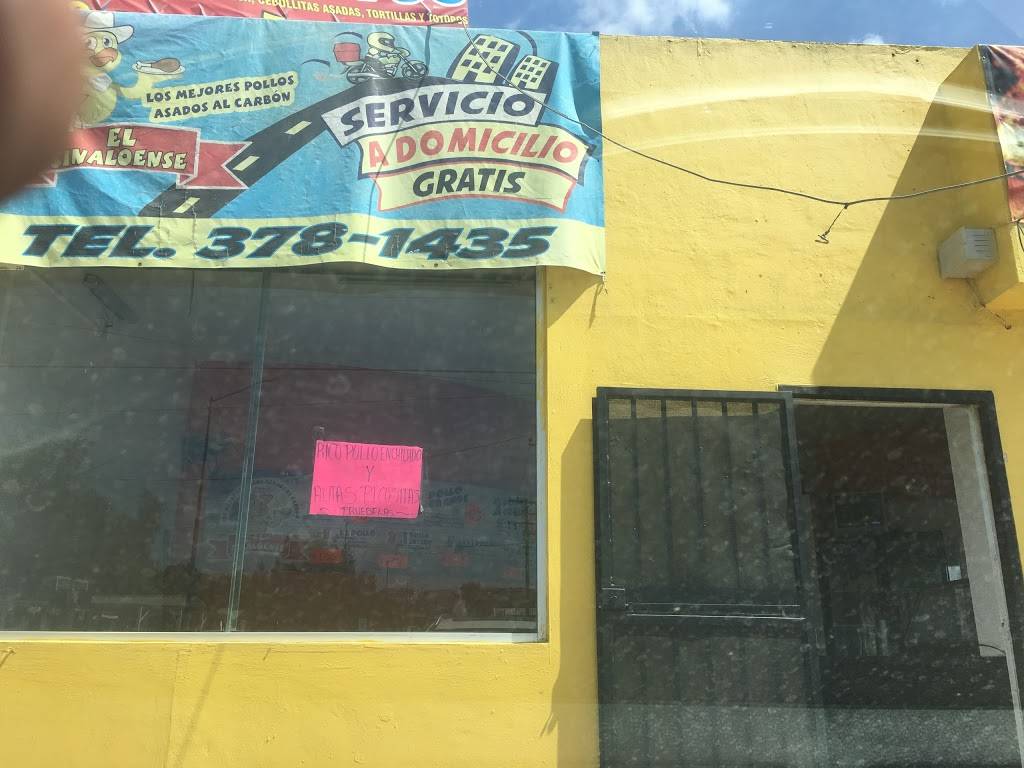 CEBOLLITAS ASADAS, TORTILLAS Y TOTOPOS
LOS MEJORES POLLOS
ASADOS AL CARBÓN
EL
SINALOENSE
SERVICIO
A DOMICILIO
GRATIS
TEL. 378-1435
RICO POLLO ENCHILADO
Y
ALITAS PICOSITAS
PRUEBELAS